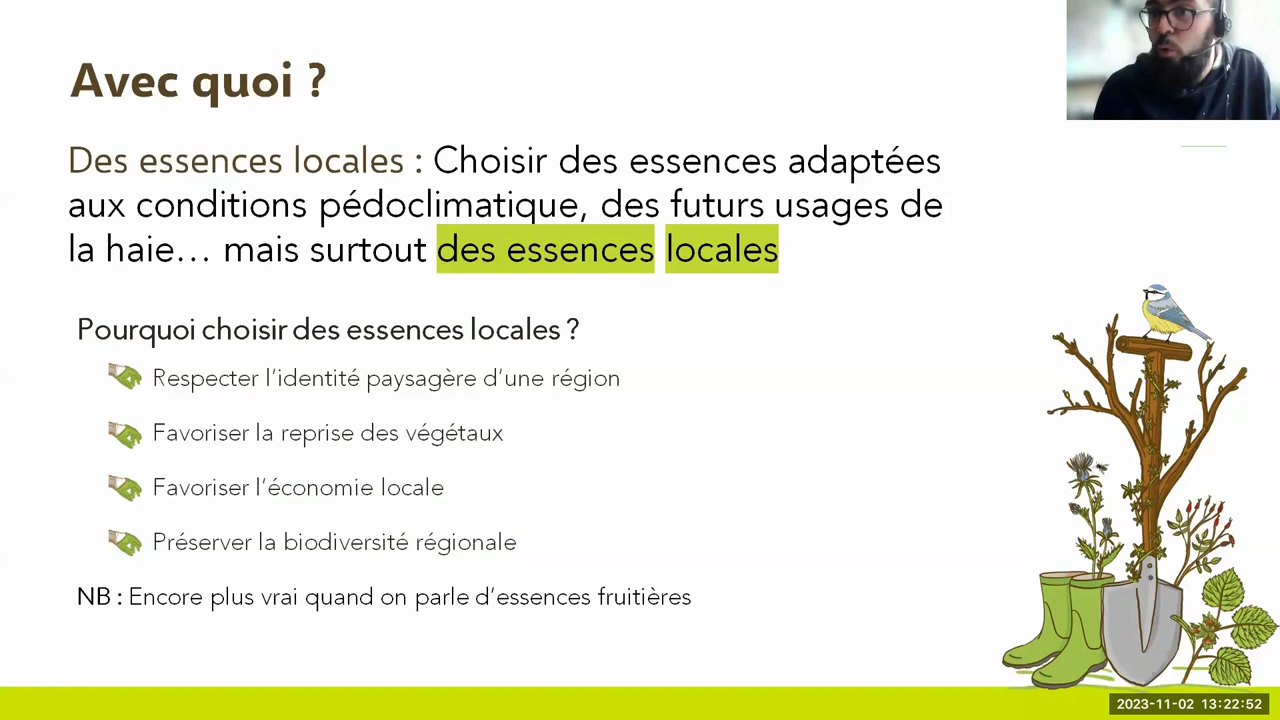 Avec quoi ?
Des essences locales : Choisir des essences adaptées
aux conditions pédoclimatique, des futurs usages de
la haie… mais surtout des essences locales
Pourquoi choisir des essences locales ?
Respecter l’identité paysagère d’une région
Favoriser la reprise des végétaux
Favoriser l’économie locale
Préserver la biodiversité régionale
NB : Encore plus vrai quand on parle d’essences fruitières
2023-11-02 13:22:52